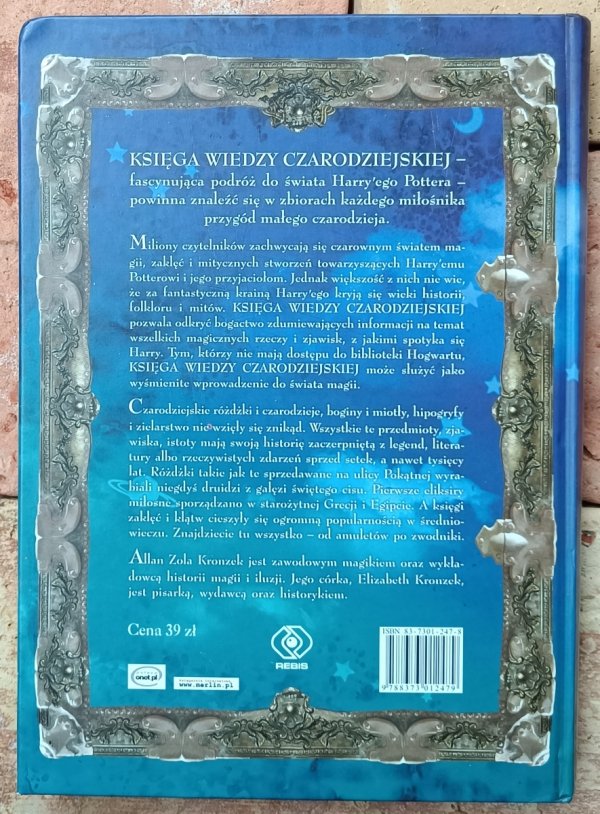 KSIĘGA WIEDZY CZARODZIEJSKIEJ –
fascynująca podróż do świata Harry'ego Pottera –
powinna znaleźć się w zbiorach każdego miłośnika
przygód małego czarodzieja.
Miliony czytelników zachwycają się czarownym światem ma-
gii, zaklęć i mitycznych stworzeń towarzyszących Harry'emu
Potterowi i jego przyjaciołom. Jednak większość z nich nie wie,
że za fantastyczną krainą Harry'ego kryją się wieki historii,
folkloru i mitów. KSIĘGA WIEDZY CZARODZIEJSKIEJ
pozwala odkryć bogactwo zdumiewających informacji na temat
wszelkich magicznych rzeczy i zjawisk, z jakimi spotyka się
Harry. Tym, którzy nie mają dostępu do biblioteki Hogwartu,
KSIĘGA WIEDZY CZARODZIEJSKIEJ może służyć jako
wyśmienite wprowadzenie do świata magii.
Czarodziejskie różdżki i czarodzieje, boginy i miotły, hipogryfy
i zielarstwo nie wzięły się znikąd. Wszystkie te przedmioty, zja-
wiska, istoty mają swoją historię zaczerpniętą z legend, litera-
tury albo rzeczywistych zdarzeń sprzed setek, a nawet tysięcy
lat. Różdżki takie jak te sprzedawane na ulicy Pokątnej wyra-
biali niegdyś druidzi z gałęzi świętego cisu. Pierwsze eliksiry
miłosne sporządzano w starożytnej Grecji i Egipcie. A księgi
zaklęć i klątw cieszyły się ogromną popularnością w średnio-
wieczu. Znajdziecie tu wszystko – od amuletów po zwodniki.
Allan Zola Kronzek jest zawodowym magikiem oraz wykła-
dowcą historii magii i iluzji. Jego córka, Elizabeth Kronzek,
jest pisarką, wydawcą oraz historykiem.
Cena 39 zł
ISBN 83-7301-247-8
REBIS
onet.pl
www.merlin.pl
9 788373 012479